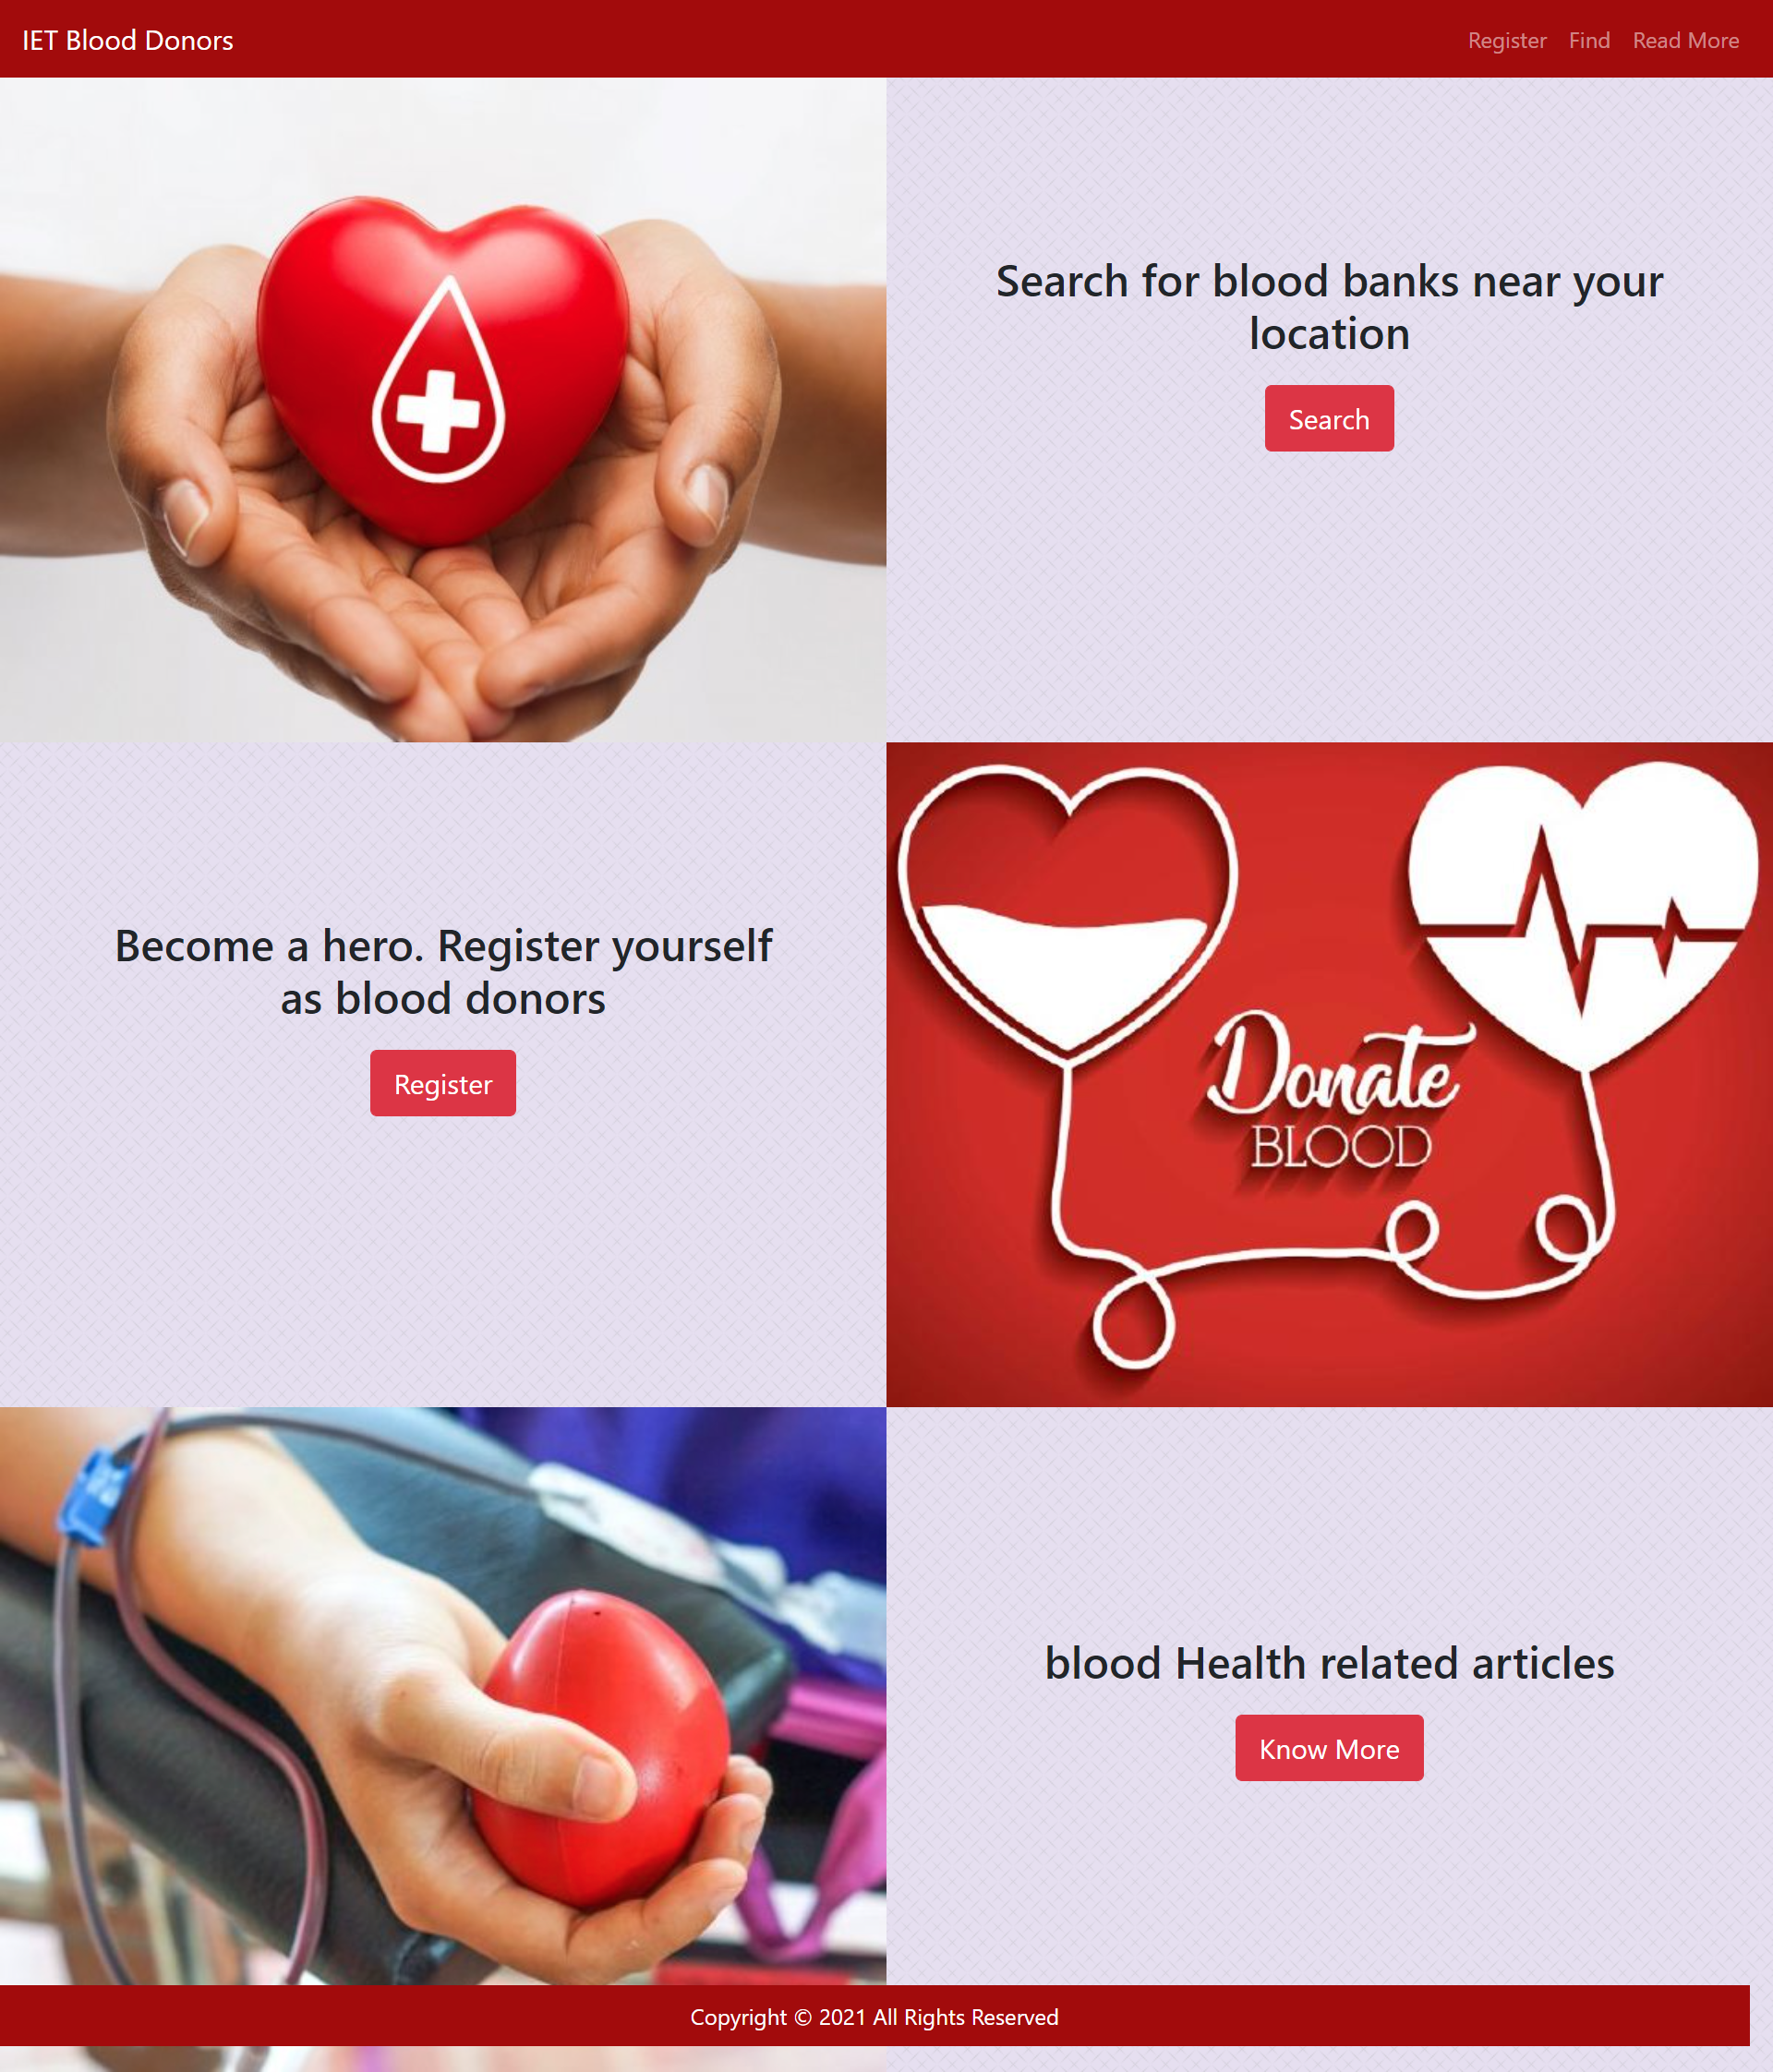 IET Blood Donors
Register Find Read More
Search for blood banks near your
location
Search
Become a hero. Register yourself
as blood donors
Register
Donate
BLOOD
blood Health related articles
Know More
Copyright © 2021 All Rights Reserved